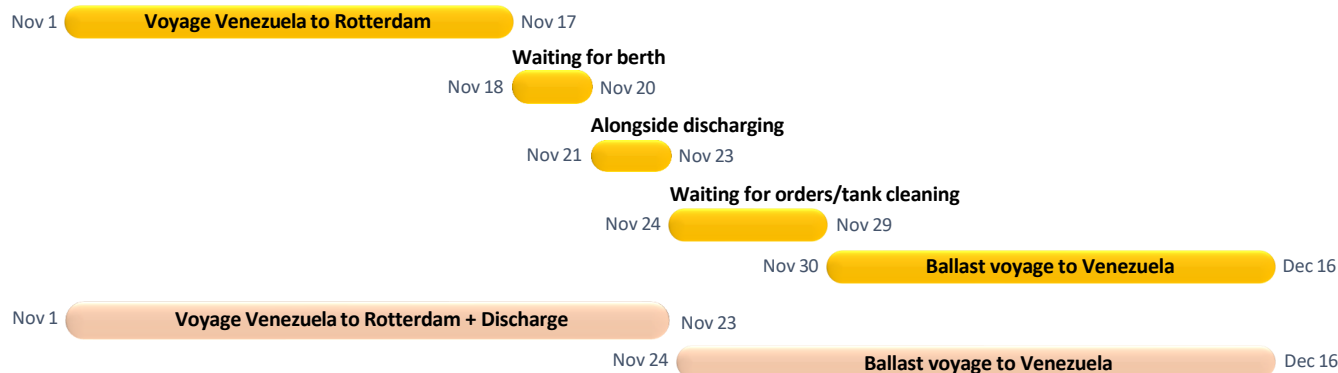 Nov 1 Voyage Venezuela to Rotterdam Nov 17
Waiting for berth
Nov 18 Nov 20
Alongside discharging
Nov 21 Nov 23
Waiting for orders/tank cleaning
Nov 24 Nov 29
Nov 30 Ballast voyage to Venezuela Dec 16
Nov 1 Voyage Venezuela to Rotterdam + Discharge Nov 23
Nov 24 Ballast voyage to Venezuela Dec 16